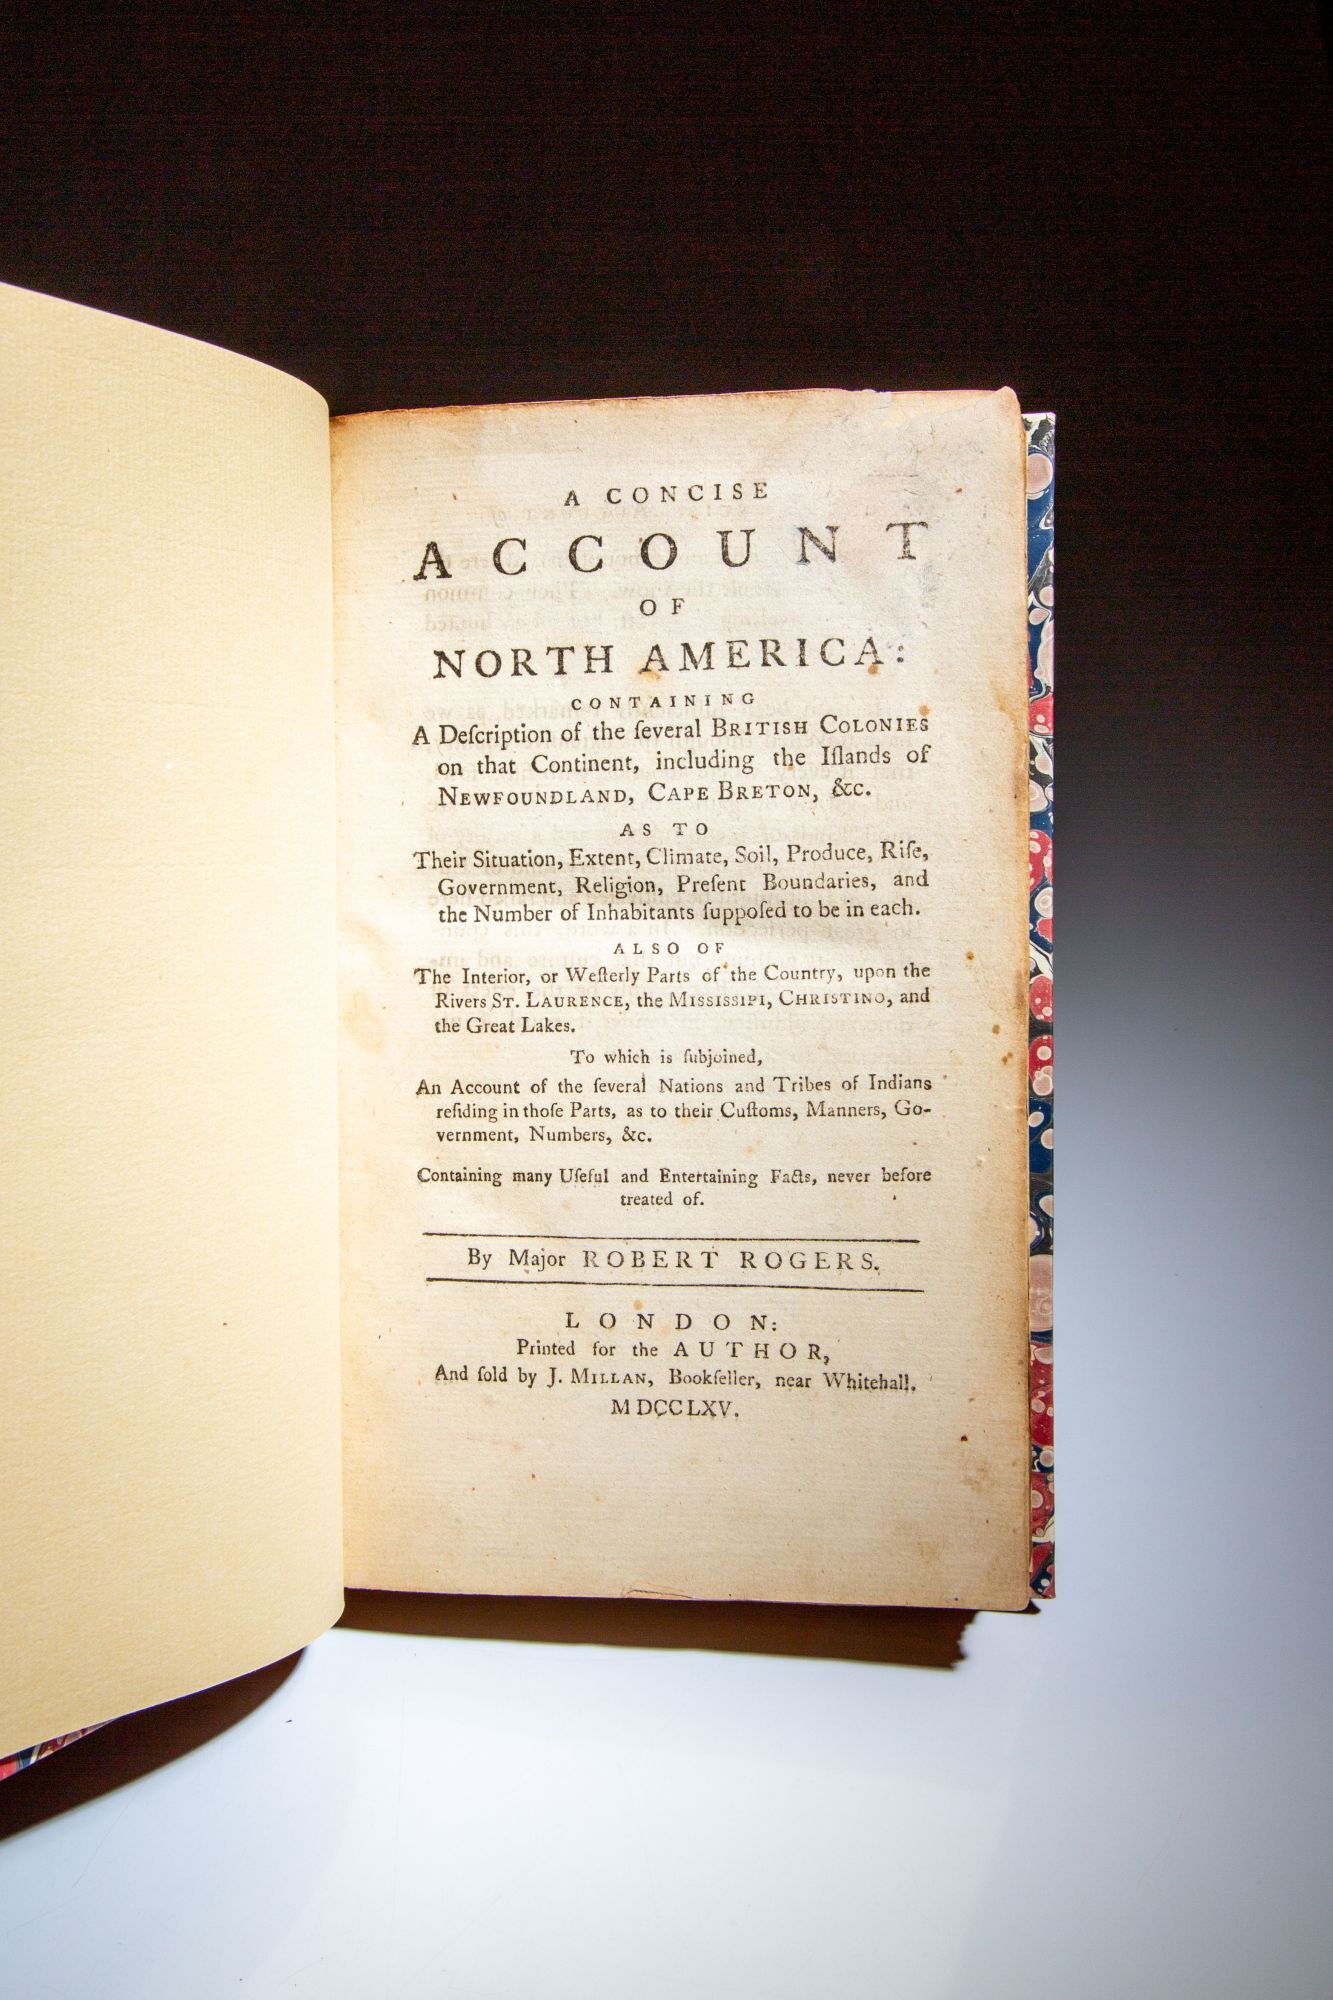 A CONCISE
ACCOUNT
OF
NORTH AMERICA:
CONTAINING
A Deſcription of the ſeveral BRITISH COLONIES
on that Continent, including the Iſlands of
NEWFOUNDLAND, CAPE BRETON, &c.
AS TO
Their Situation, Extent, Climate, Soil, Produce, Riſe,
Government, Religion, Preſent Boundaries, and
the Number of Inhabitants ſuppoſed to be in each.
ALSO OF
The Interior, or Weſterly Parts of the Country, upon the
Rivers ST. LAURENCE, the MISSISSIPI, CHRISTINO, and
the Great Lakes.
To which is ſubjoined,
An Account of the ſeveral Nations and Tribes of Indians
reſiding in thoſe Parts, as to their Cuſtoms, Manners, Go-
vernment, Numbers, &c.
Containing many Uſeful and Entertaining Facts, never before
treated of.
By Major ROBERT ROGERS.
LONDON:
Printed for the AUTHOR,
And ſold by J. MILLAN, Bookſeller, near Whitehall.
MDCCLXV.